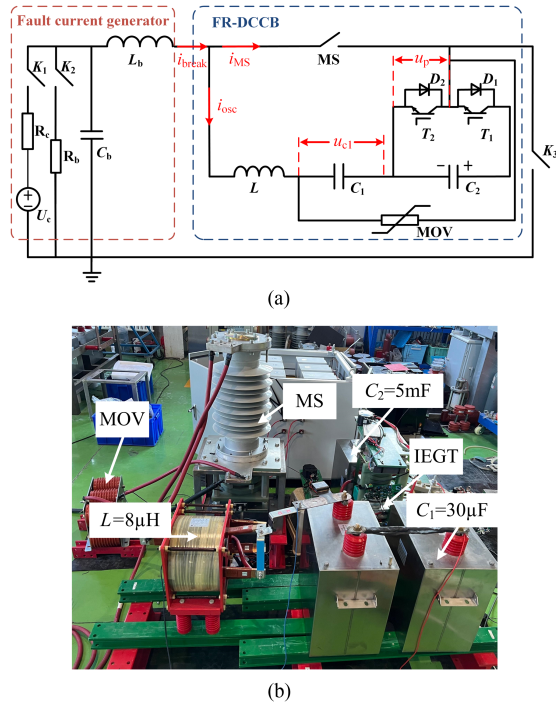 Fault current generator
FR-DCCB
K1 K2
Lb
ibreak
iMS
MS
up
D2 D1
T2 T1
iosc
uc1
Rc
Rb
Cb
L
C1
C2
K3
Uc
MOV
(a)
C2=5mF
MS
MOV
IEGT
L=8μH
C1=30μF
(b)